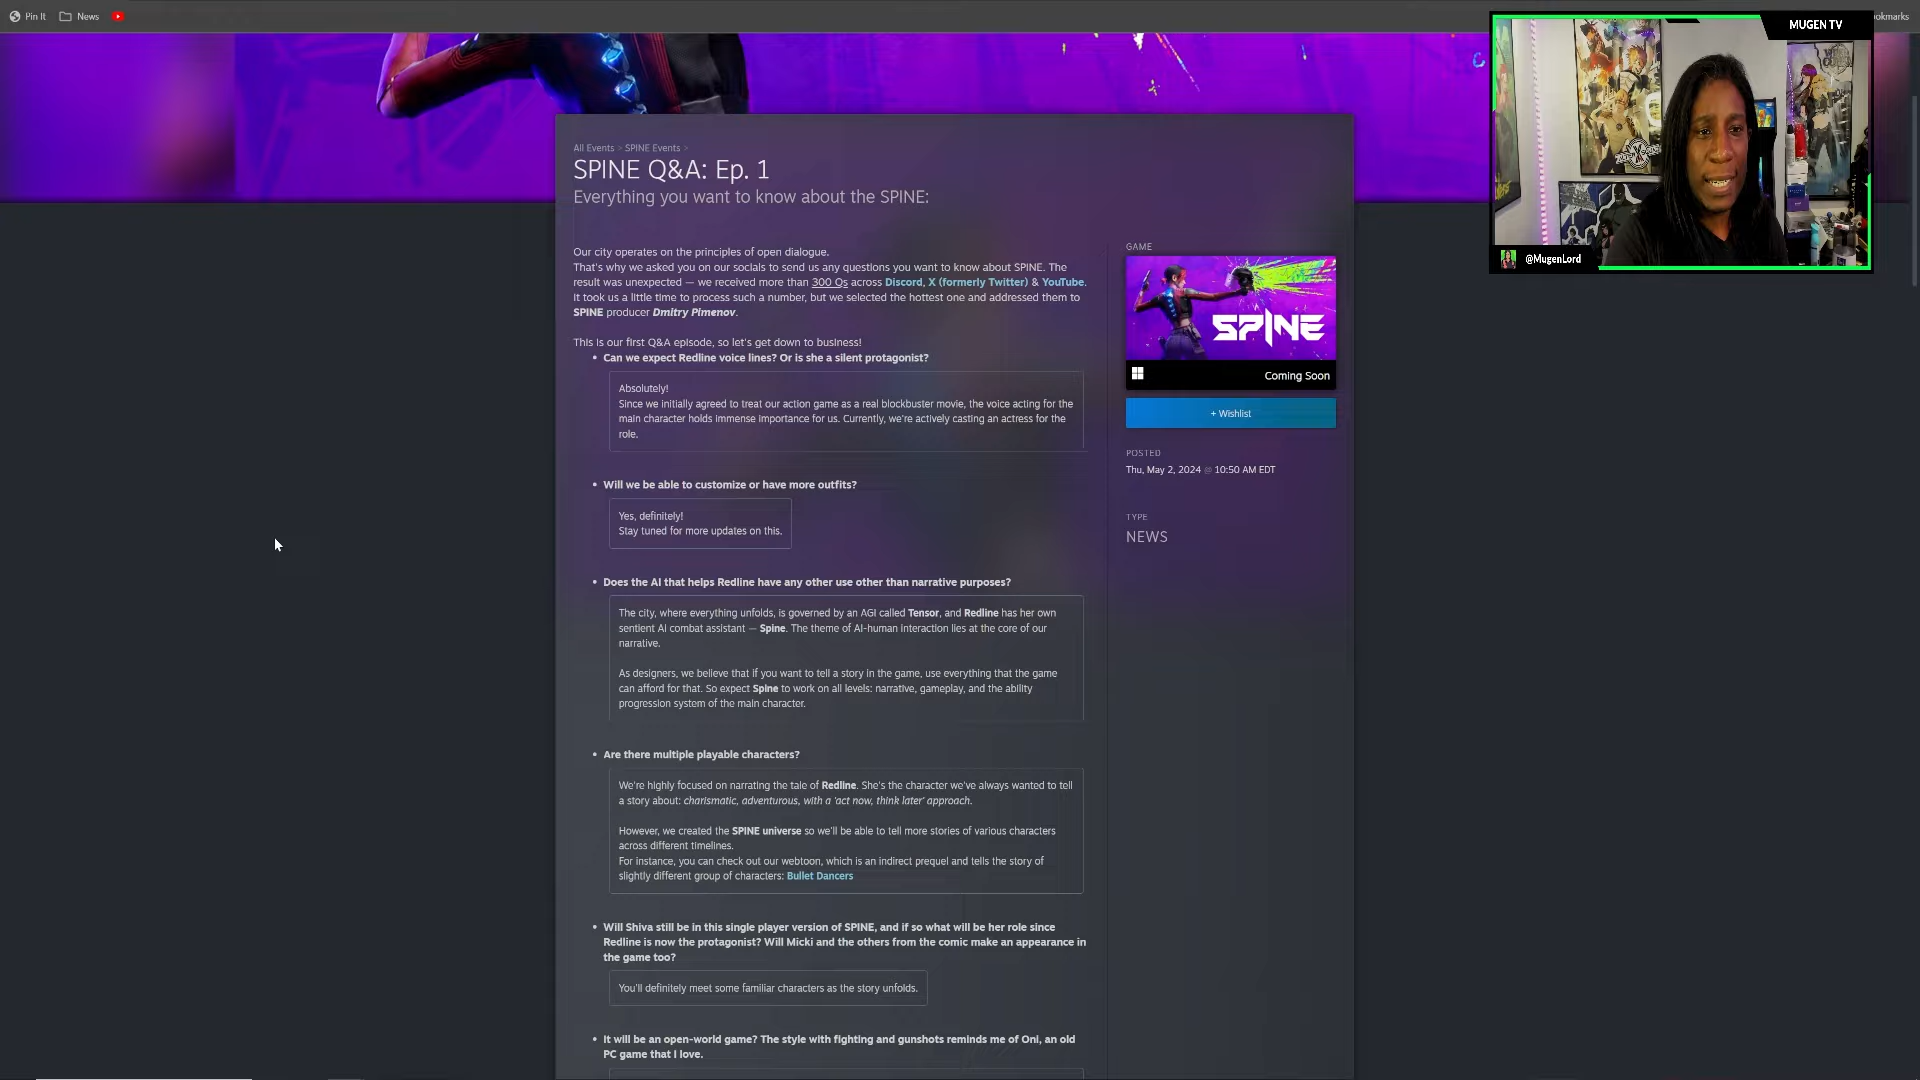 Pin It
News
okmarks
MUGEN TV
@MugenLord
All Events > SPINE Events >
SPINE Q&A: Ep. 1
Everything you want to know about the SPINE:
Our city operates on the principles of open dialogue.
That's why we asked you on our socials to send us any questions you want to know about SPINE. The
result was unexpected — we received more than 300 Qs across Discord, X (formerly Twitter) & YouTube.
It took us a little time to process such a number, but we selected the hottest one and addressed them to
SPINE producer Dmitry Pimenov.
This is our first Q&A episode, so let's get down to business!
• Can we expect Redline voice lines? Or is she a silent protagonist?
Absolutely!
Since we initially agreed to treat our action game as a real blockbuster movie, the voice acting for the
main character holds immense importance for us. Currently, we're actively casting an actress for the
role.
• Will we be able to customize or have more outfits?
Yes, definitely!
Stay tuned for more updates on this.
• Does the AI that helps Redline have any other use other than narrative purposes?
The city, where everything unfolds, is governed by an AGI called Tensor, and Redline has her own
sentient AI combat assistant — Spine. The theme of AI-human interaction lies at the core of our
narrative.
As designers, we believe that if you want to tell a story in the game, use everything that the game
can afford for that. So expect Spine to work on all levels: narrative, gameplay, and the ability
progression system of the main character.
• Are there multiple playable characters?
We're highly focused on narrating the tale of Redline. She's the character we've always wanted to tell
a story about: charismatic, adventurous, with a 'act now, think later' approach.
However, we created the SPINE universe so we'll be able to tell more stories of various characters
across different timelines.
For instance, you can check out our webtoon, which is an indirect prequel and tells the story of
slightly different group of characters: Bullet Dancers
• Will Shiva still be in this single player version of SPINE, and if so what will be her role since
Redline is now the protagonist? Will Micki and the others from the comic make an appearance in
the game too?
You'll definitely meet some familiar characters as the story unfolds.
• It will be an open-world game? The style with fighting and gunshots reminds me of Oni, an old
PC game that I love.
GAME
SPINE
Coming Soon
+ Wishlist
POSTED
Thu, May 2, 2024 @ 10:50 AM EDT
TYPE
NEWS